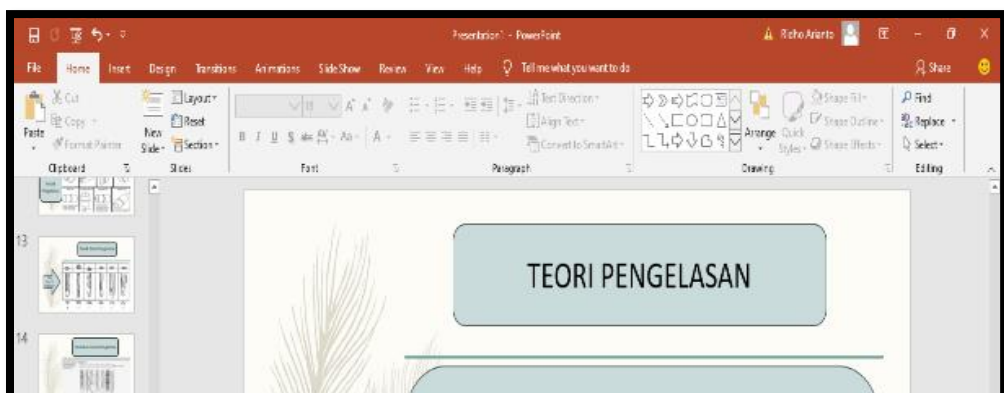 Presentation1 - PowerPoint
Ridho Arianto
File Home Insert Design Transitions Animations Slide Show Review View Help Tell me what you want to do
Share
Cut
Copy
Format Painter
Paste
Clipboard
New Slide
Layout
Reset
Section
Slides
B I U S
Aa
A
Font
Text Direction
Align Text
Convert to SmartArt
Paragraph
Arrange
Quick Styles
Shape Fill
Shape Outline
Shape Effects
Drawing
Find
Replace
Select
Editing
13
14
TEORI PENGELASAN